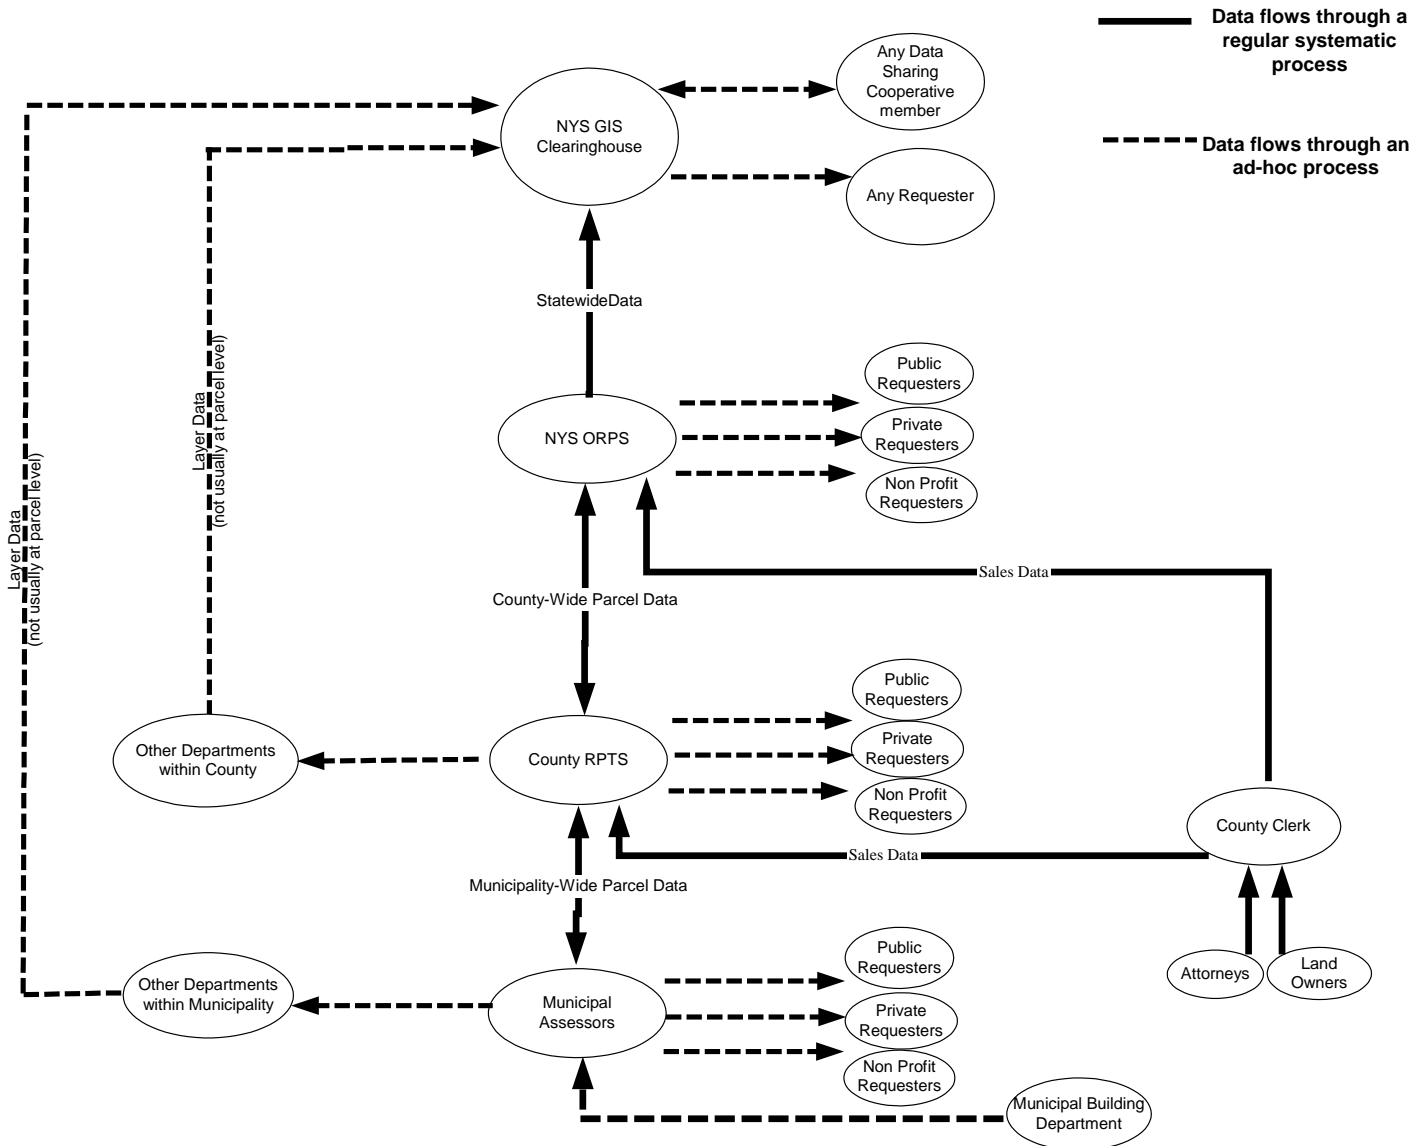 Data flows through a
regular systematic
process
Any Data
Sharing
Cooperative
member
NYS GIS
Clearinghouse
Data flows through an
ad-hoc process
Any Requester
StatewideData
Layer Data
(not usually at parcel level)
Layer Data
(not usually at parcel level)
Public
Requesters
NYS ORPS
Private
Requesters
Non Profit
Requesters
Sales Data
County-Wide Parcel Data
Public
Requesters
Other Departments
within County
County RPTS
Private
Requesters
Non Profit
Requesters
County Clerk
Sales Data
Municipality-Wide Parcel Data
Public
Requesters
Attorneys
Land
Owners
Other Departments
within Municipality
Municipal
Assessors
Private
Requesters
Non Profit
Requesters
Municipal Building
Department